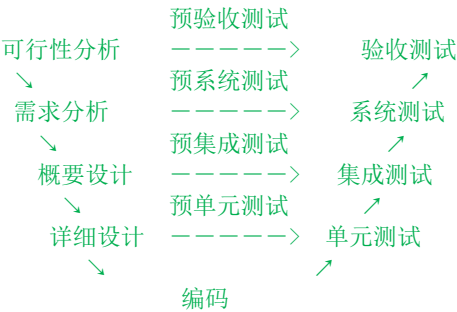 预验收测试
可行性分析 －－－－－> 验收测试
↘ 预系统测试 ↗
需求分析 －－－－－> 系统测试
↘ 预集成测试 ↗
概要设计 －－－－－> 集成测试
↘ 预单元测试 ↗
详细设计 －－－－－> 单元测试
↘ ↗
编码